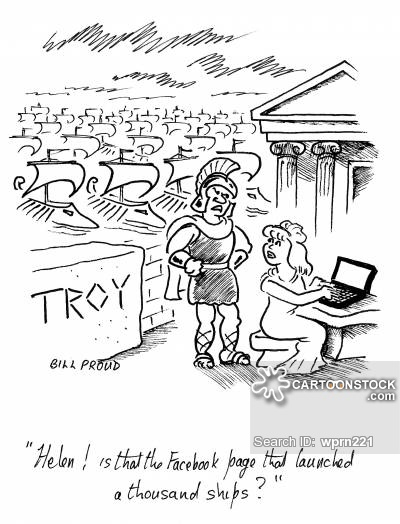 TROY
BILL PROUD
CARTOONSTOCK
.com
Search ID: wprn221
"Helen! is that the Facebook page that launched
a thousand ships?"